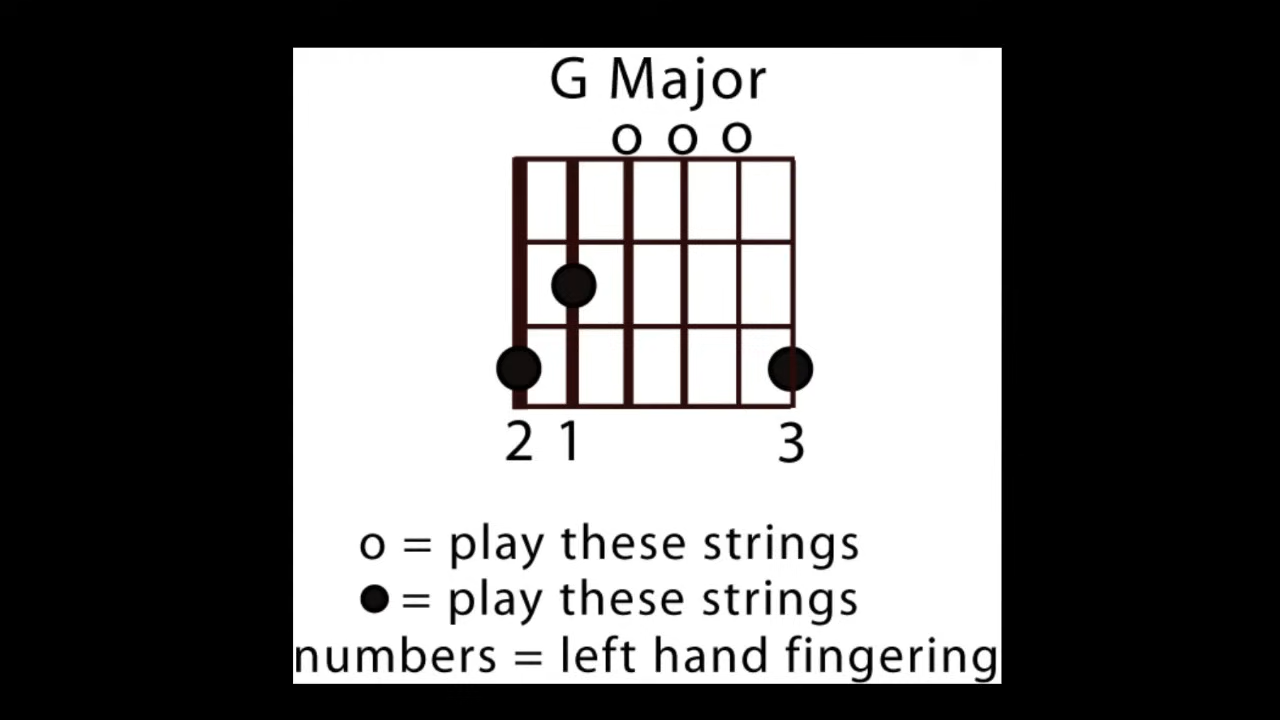 G Major
o o o
2 1 3
o = play these strings
● = play these strings
numbers = left hand fingering